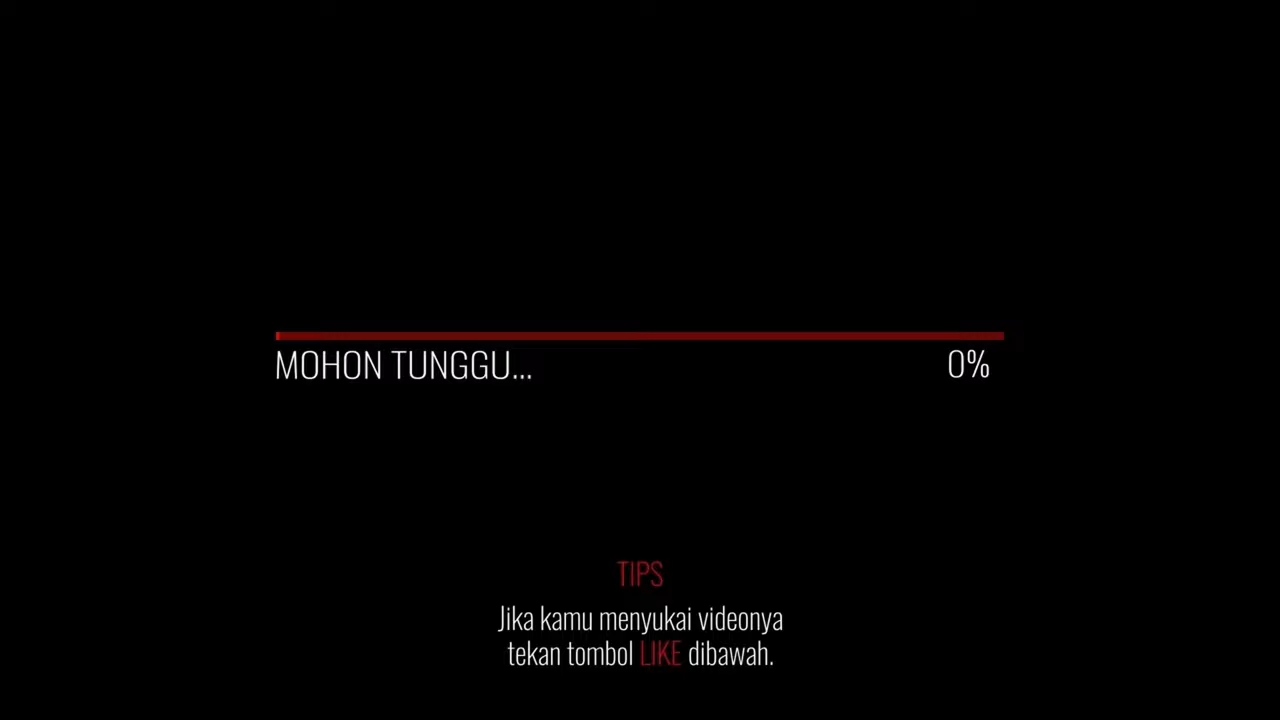 MOHON TUNGGU... 0%
TIPS
Jika kamu menyukai videonya
tekan tombol LIKE dibawah.